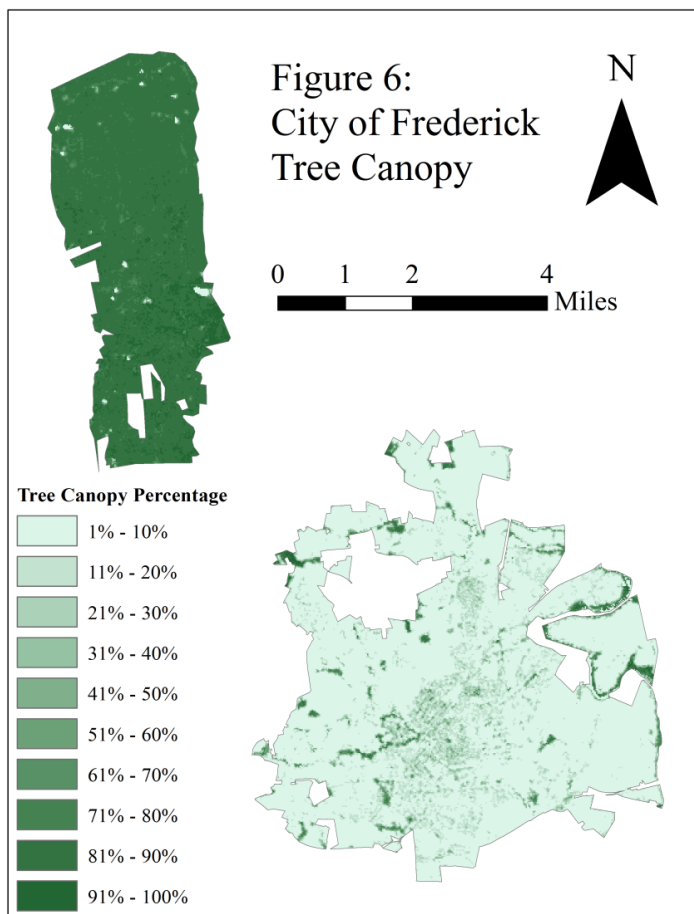 Figure 6:
City of Frederick
Tree Canopy
N
0 1 2 4
Miles
Tree Canopy Percentage
1% - 10%
11% - 20%
21% - 30%
31% - 40%
41% - 50%
51% - 60%
61% - 70%
71% - 80%
81% - 90%
91% - 100%